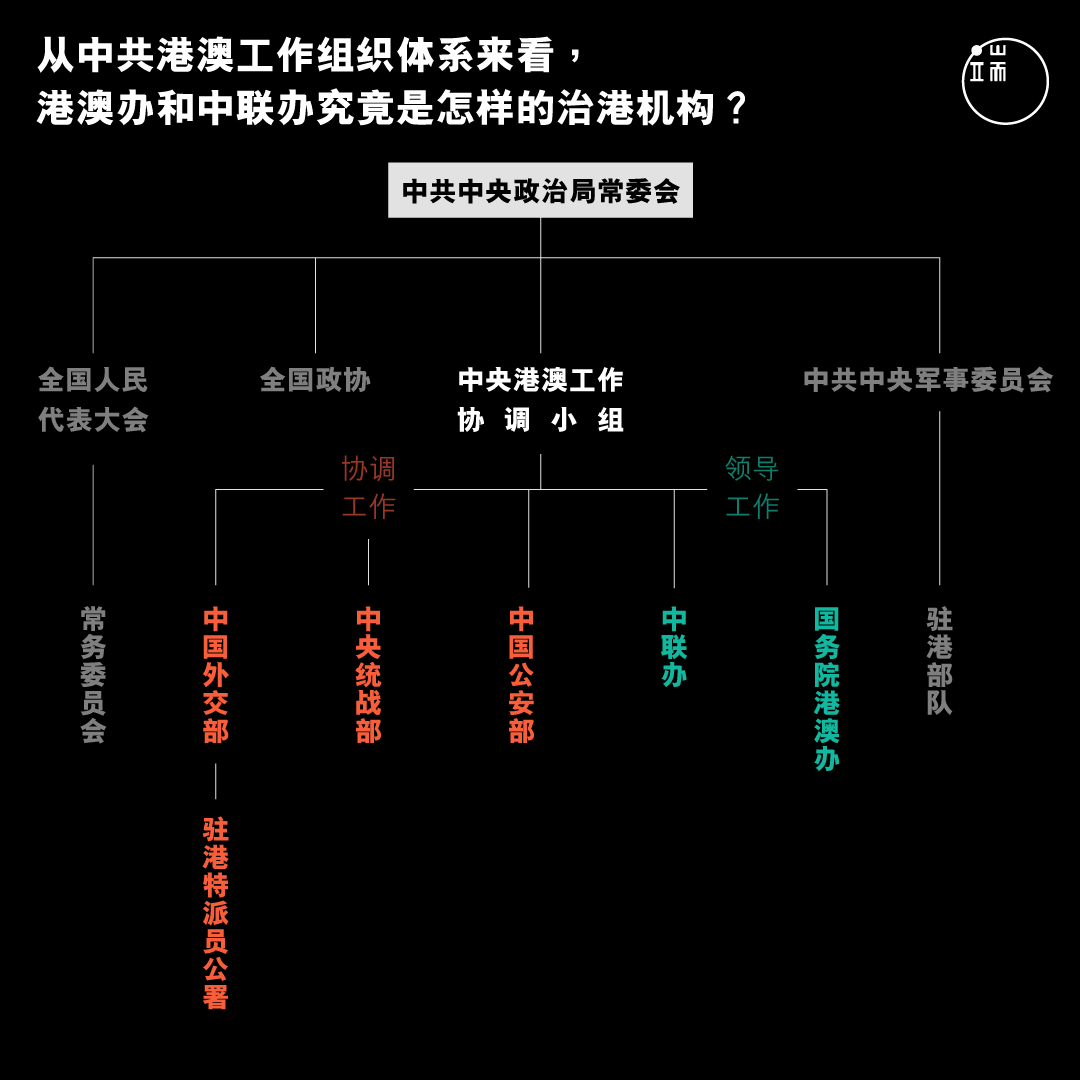 从中共港澳工作组织体系来看，
港澳办和中联办究竟是怎样的治港机构？
端
中共中央政治局常委会
全国人民
代表大会
全国政协
中央港澳工作
协调小组
中共中央军事委员会
协调
工作
领导
工作
常务委员会
中国外交部
中央统战部
中国公安部
中联办
国务院港澳办
驻港部队
驻港特派员公署